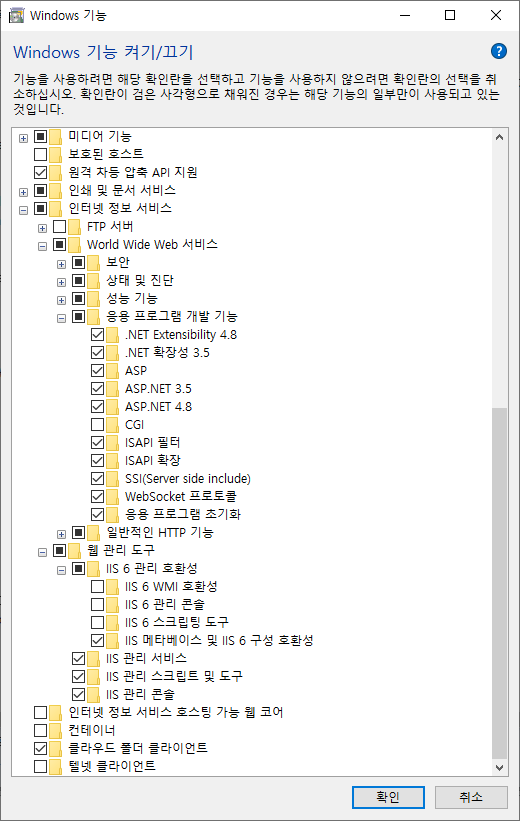 Windows 기능
Windows 기능 켜기/끄기
?
기능을 사용하려면 해당 확인란을 선택하고 기능을 사용하지 않으려면 확인란의 선택을 취
소하십시오. 확인란이 검은 사각형으로 채워진 경우는 해당 기능의 일부만이 사용되고 있는
것입니다.
미디어 기능
보호된 호스트
원격 차등 압축 API 지원
인쇄 및 문서 서비스
인터넷 정보 서비스
FTP 서버
World Wide Web 서비스
보안
상태 및 진단
성능 기능
응용 프로그램 개발 기능
.NET Extensibility 4.8
.NET 확장성 3.5
ASP
ASP.NET 3.5
ASP.NET 4.8
CGI
ISAPI 필터
ISAPI 확장
SSI(Server side include)
WebSocket 프로토콜
응용 프로그램 초기화
일반적인 HTTP 기능
웹 관리 도구
IIS 6 관리 호환성
IIS 6 WMI 호환성
IIS 6 관리 콘솔
IIS 6 스크립팅 도구
IIS 메타베이스 및 IIS 6 구성 호환성
IIS 관리 서비스
IIS 관리 스크립트 및 도구
IIS 관리 콘솔
인터넷 정보 서비스 호스팅 가능 웹 코어
컨테이너
클라우드 폴더 클라이언트
텔넷 클라이언트
확인
취소